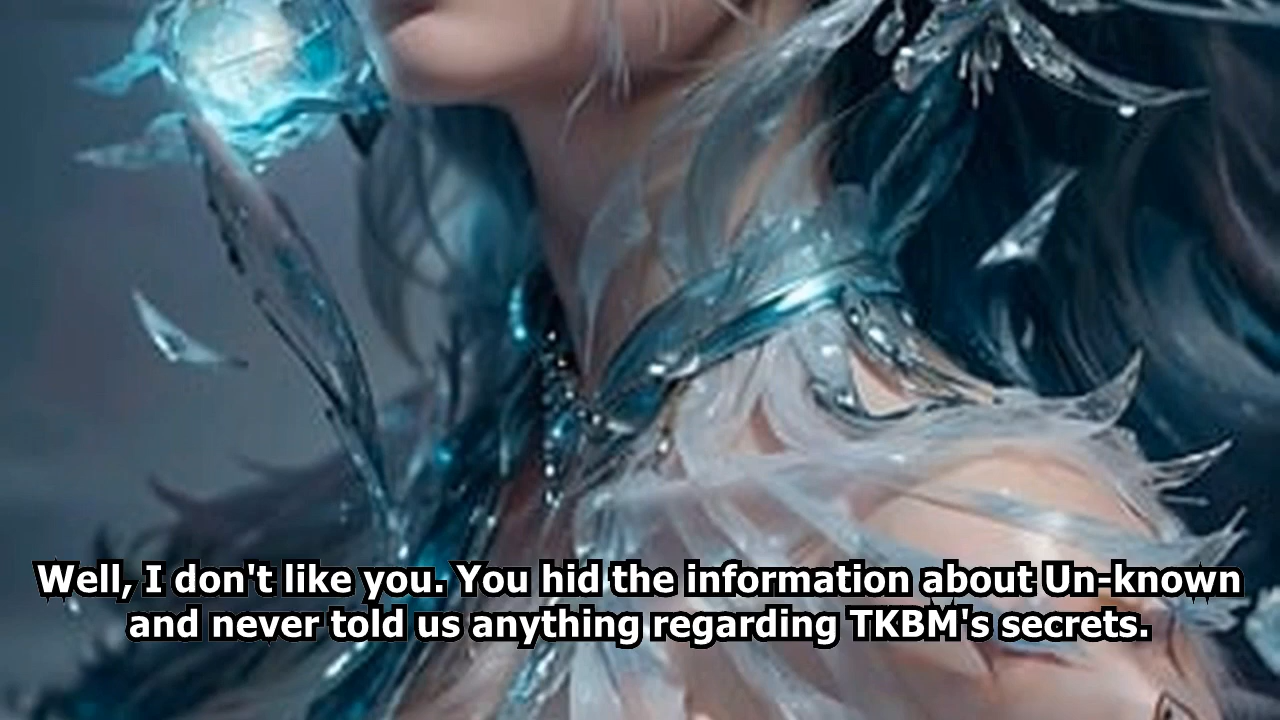 Well, I don't like you. You hid the information about Un-known
and never told us anything regarding TKBM's secrets.